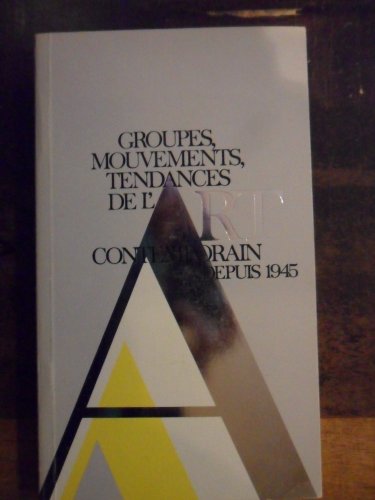 GROUPES,
MOUVEMENTS,
TENDANCES
DE L'ART
CONTEMPORAIN
DEPUIS 1945